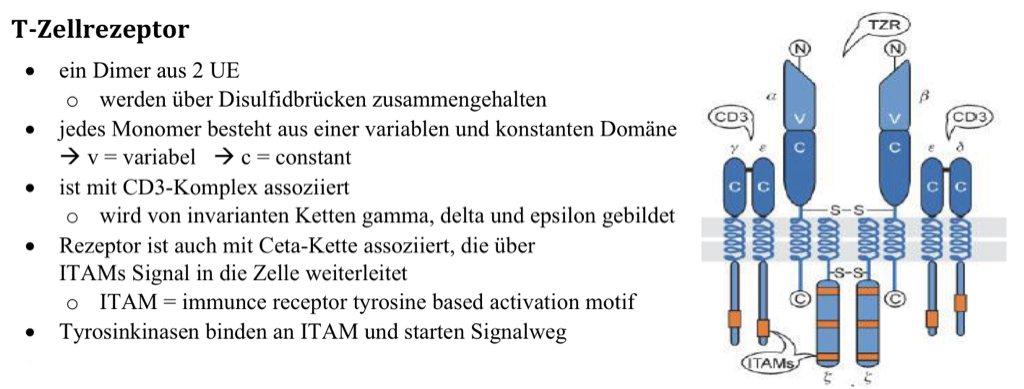 T-Zellrezeptor
• ein Dimer aus 2 UE
o werden über Disulfidbrücken zusammengehalten
• jedes Monomer besteht aus einer variablen und konstanten Domäne
→ v = variabel → c = constant
• ist mit CD3-Komplex assoziiert
o wird von invarianten Ketten gamma, delta und epsilon gebildet
• Rezeptor ist auch mit Ceta-Kette assoziiert, die über
ITAMs Signal in die Zelle weiterleitet
o ITAM = immunce receptor tyrosine based activation motif
• Tyrosinkinasen binden an ITAM und starten Signalweg
TZR
N N
α β
V V
CD3 CD3
γ ε C C ε δ
C C C C
S–S
S–S
C C
ITAMs
ζ ζ